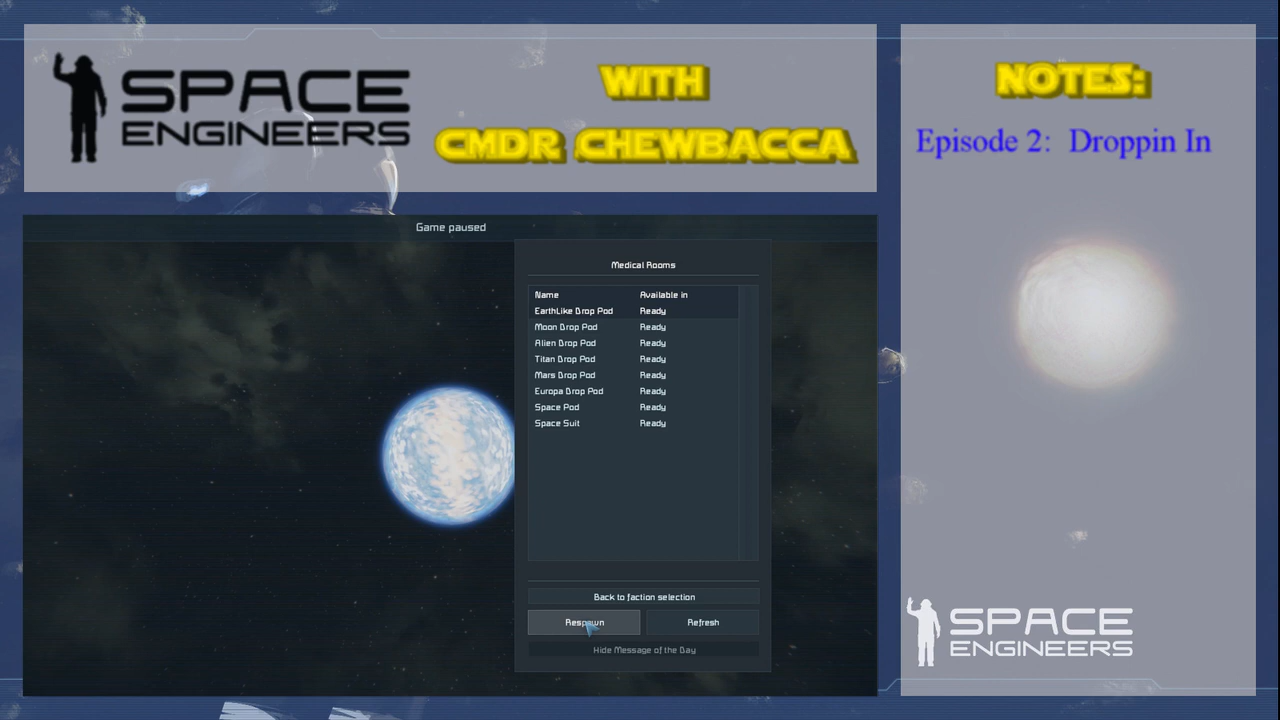 SPACE
ENGINEERS
WITH
CMDR CHEWBACCA
NOTES:
Episode 2:  Droppin In
Game paused
Medical Rooms
Name Available in
EarthLike Drop Pod Ready
Moon Drop Pod Ready
Alien Drop Pod Ready
Titan Drop Pod Ready
Mars Drop Pod Ready
Europa Drop Pod Ready
Space Pod Ready
Space Suit Ready
Back to faction selection
Respawn Refresh
Hide Message of the Day
SPACE
ENGINEERS